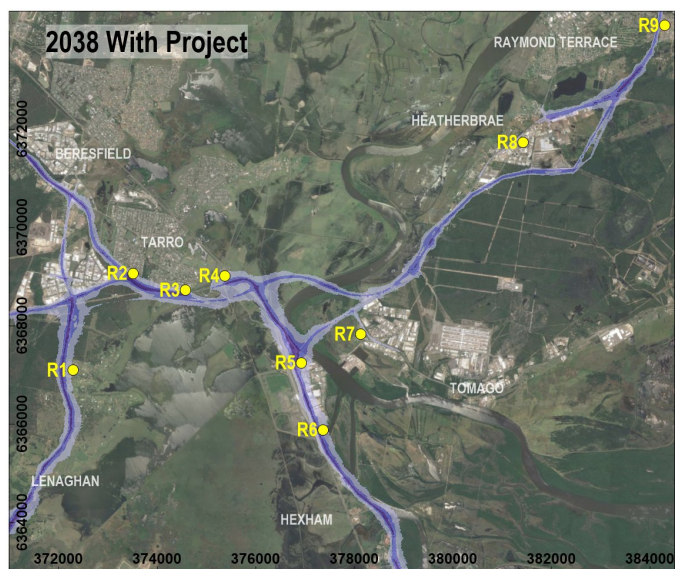 2038 With Project
R9
RAYMOND TERRACE
6372000
HEATHERBRAE
R8
BERESFIELD
6370000
TARRO
R2
R4
R3
6368000
R7
R5
R1
TOMAGO
6366000
R6
LENAGHAN
6364000
HEXHAM
372000 374000 376000 378000 380000 382000 384000